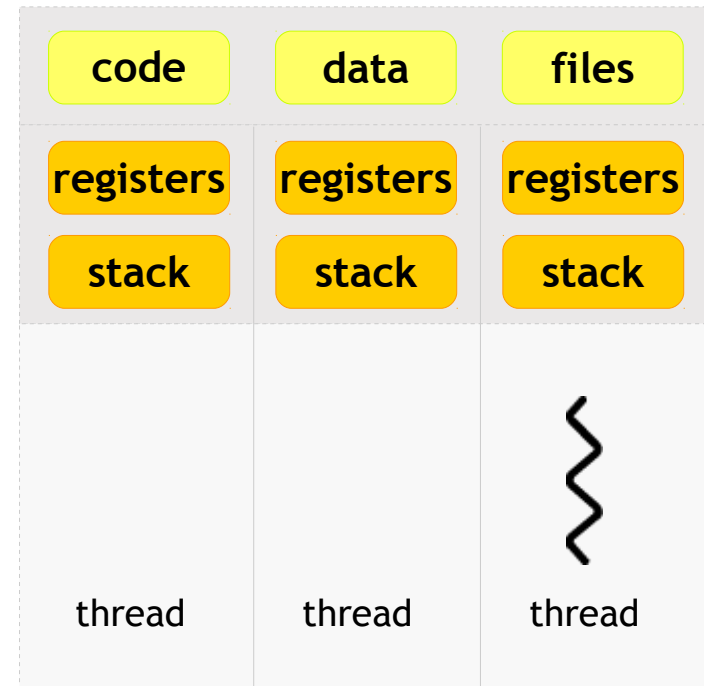 code data files
registers registers registers
stack stack stack
thread thread thread